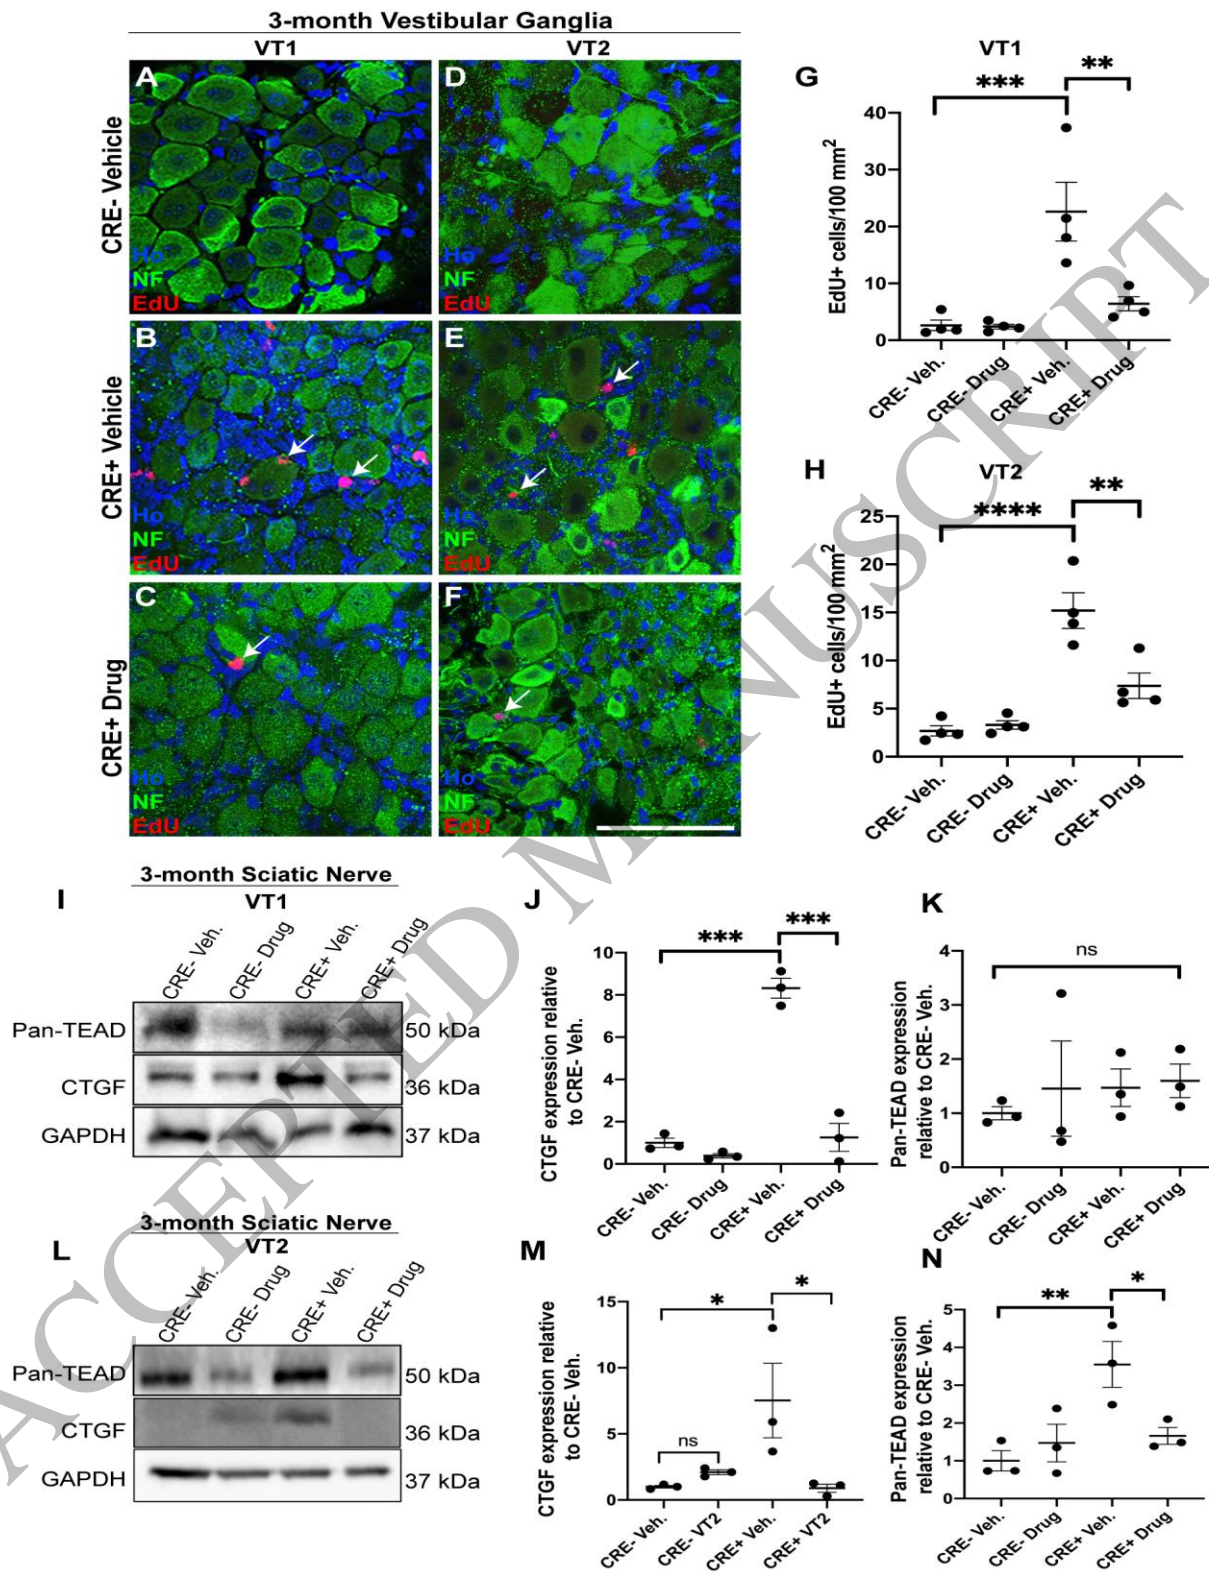 3-month Vestibular Ganglia
VT1
VT2
CRE- Vehicle
CRE+ Vehicle
CRE+ Drug
A
Ho
NF
EdU
D
Ho
NF
EdU
B
Ho
NF
EdU
E
Ho
NF
EdU
C
Ho
NF
EdU
F
Ho
NF
EdU
G
VT1
***
**
EdU+ cells/100 mm²
40
30
20
10
0
CRE- Veh.
CRE- Drug
CRE+ Veh.
CRE+ Drug
H
VT2
****
**
EdU+ cells/100 mm²
25
20
15
10
5
0
CRE- Veh.
CRE- Drug
CRE+ Veh.
CRE+ Drug
I
3-month Sciatic Nerve
VT1
CRE- Veh.
CRE- Drug
CRE+ Veh.
CRE+ Drug
Pan-TEAD
50 kDa
CTGF
36 kDa
GAPDH
37 kDa
J
***
***
CTGF expression relative
to CRE- Veh.
10
8
6
4
2
0
CRE- Veh.
CRE- Drug
CRE+ Veh.
CRE+ Drug
K
ns
Pan-TEAD expression
relative to CRE- Veh.
4
3
2
1
0
CRE- Veh.
CRE- Drug
CRE+ Veh.
CRE+ Drug
L
3-month Sciatic Nerve
VT2
CRE- Veh.
CRE- Drug
CRE+ Veh.
CRE+ Drug
Pan-TEAD
50 kDa
CTGF
36 kDa
GAPDH
37 kDa
M
*
*
ns
CTGF expression relative
to CRE- Veh.
15
10
5
0
CRE- Veh.
CRE- VT2
CRE+ Veh.
CRE+ VT2
N
**
*
Pan-TEAD expression
relative to CRE- Veh.
5
4
3
2
1
0
CRE- Veh.
CRE- Drug
CRE+ Veh.
CRE+ Drug
ACCEPTED MANUSCRIPT